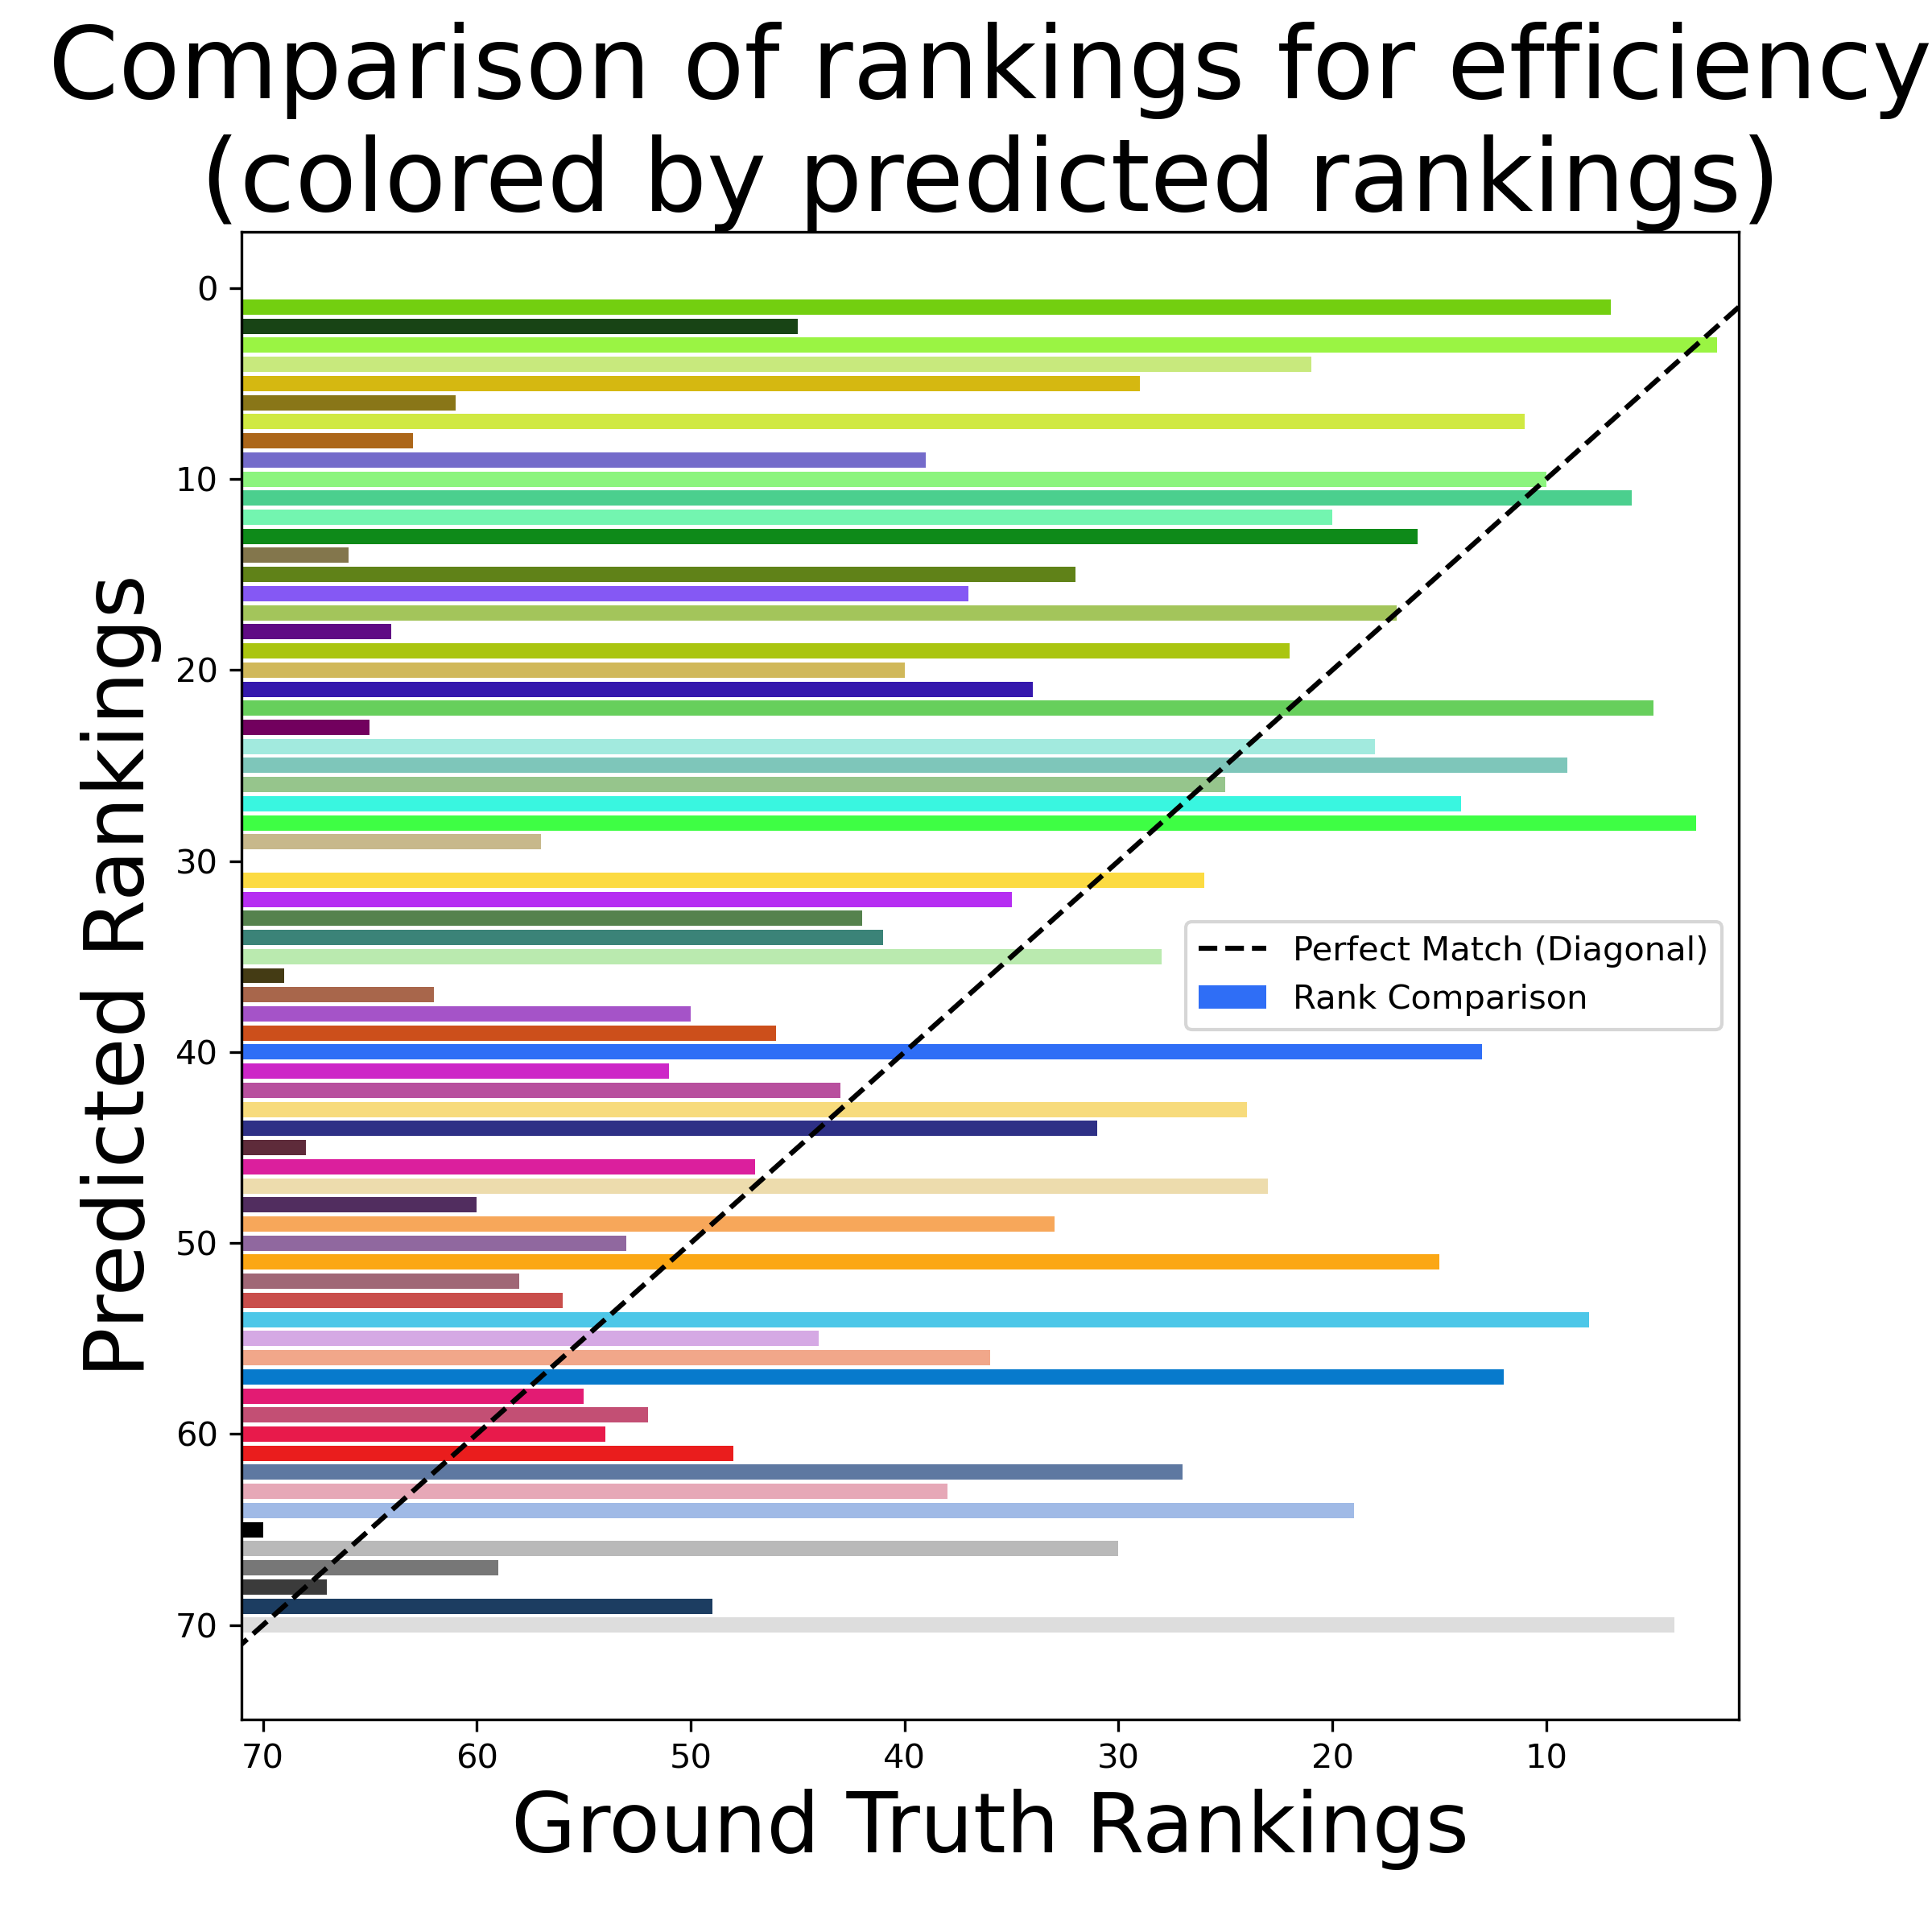 Comparison of rankings for efficiency
(colored by predicted rankings)
Predicted Rankings
0
10
20
30
40
50
60
70
Perfect Match (Diagonal)
Rank Comparison
70 60 50 40 30 20 10
Ground Truth Rankings